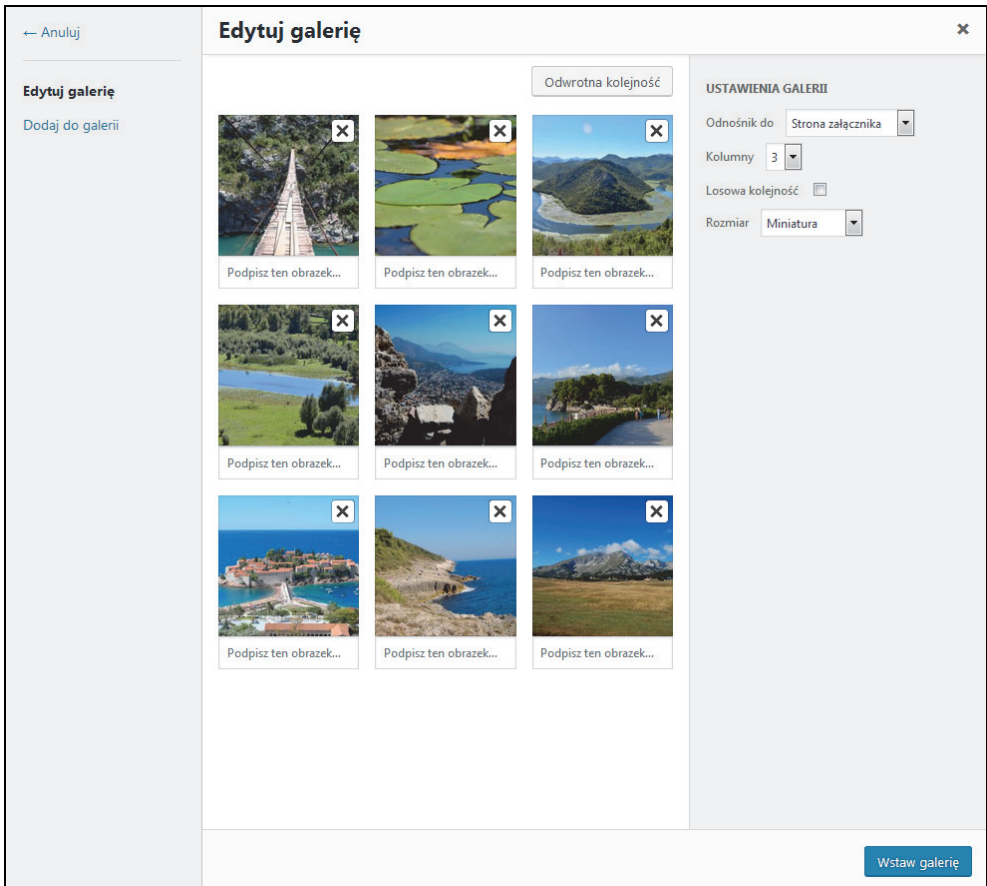 ← Anuluj
Edytuj galerię
Dodaj do galerii
Edytuj galerię
Odwrotna kolejność
Podpisz ten obrazek... Podpisz ten obrazek... Podpisz ten obrazek...
Podpisz ten obrazek... Podpisz ten obrazek... Podpisz ten obrazek...
Podpisz ten obrazek... Podpisz ten obrazek... Podpisz ten obrazek...
USTAWIENIA GALERII
Odnośnik do Strona załącznika
Kolumny 3
Losowa kolejność
Rozmiar Miniatura
Wstaw galerię